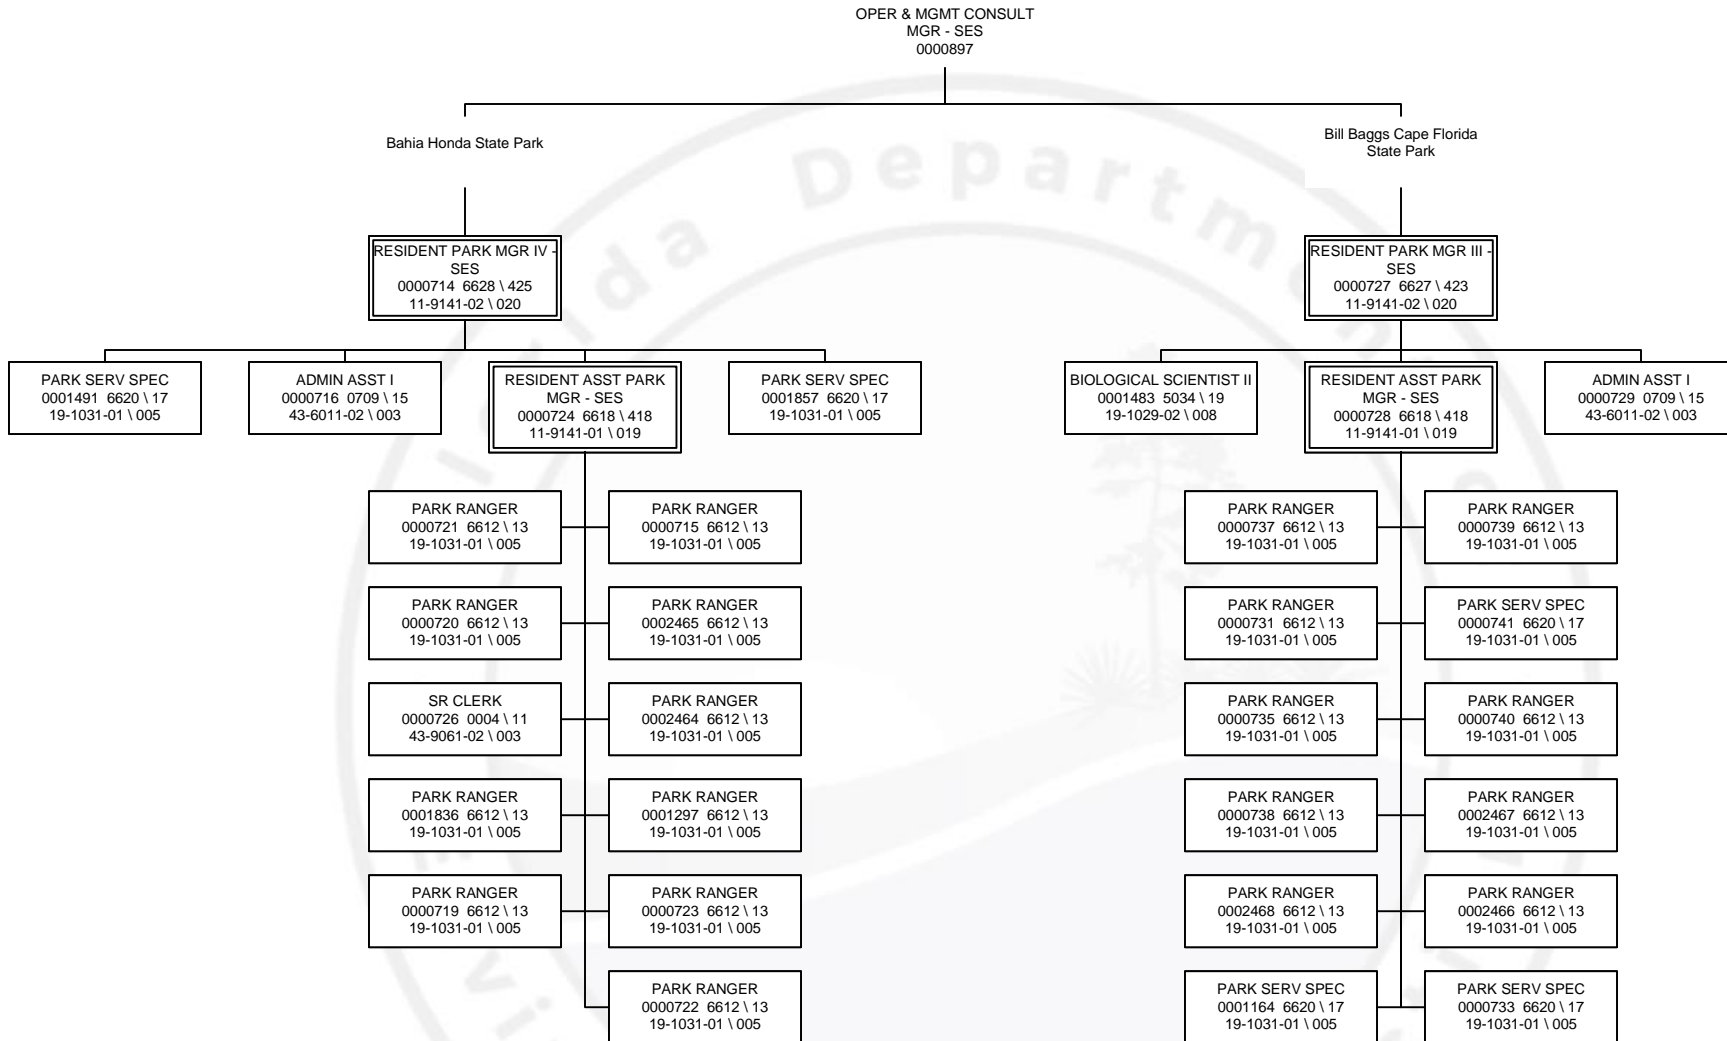 OPER & MGMT CONSULT
MGR - SES
0000897
Bahia Honda State Park
Bill Baggs Cape Florida
State Park
RESIDENT PARK MGR IV -
SES
0000714 6628 \ 425
11-9141-02 \ 020
RESIDENT PARK MGR III -
SES
0000727 6627 \ 423
11-9141-02 \ 020
PARK SERV SPEC
0001491 6620 \ 17
19-1031-01 \ 005
ADMIN ASST I
0000716 0709 \ 15
43-6011-02 \ 003
RESIDENT ASST PARK
MGR - SES
0000724 6618 \ 418
11-9141-01 \ 019
PARK SERV SPEC
0001857 6620 \ 17
19-1031-01 \ 005
BIOLOGICAL SCIENTIST II
0001483 5034 \ 19
19-1029-02 \ 008
RESIDENT ASST PARK
MGR - SES
0000728 6618 \ 418
11-9141-01 \ 019
ADMIN ASST I
0000729 0709 \ 15
43-6011-02 \ 003
PARK RANGER
0000721 6612 \ 13
19-1031-01 \ 005
PARK RANGER
0000715 6612 \ 13
19-1031-01 \ 005
PARK RANGER
0000737 6612 \ 13
19-1031-01 \ 005
PARK RANGER
0000739 6612 \ 13
19-1031-01 \ 005
PARK RANGER
0000720 6612 \ 13
19-1031-01 \ 005
PARK RANGER
0002465 6612 \ 13
19-1031-01 \ 005
PARK RANGER
0000731 6612 \ 13
19-1031-01 \ 005
PARK SERV SPEC
0000741 6620 \ 17
19-1031-01 \ 005
SR CLERK
0000726 0004 \ 11
43-9061-02 \ 003
PARK RANGER
0002464 6612 \ 13
19-1031-01 \ 005
PARK RANGER
0000735 6612 \ 13
19-1031-01 \ 005
PARK RANGER
0000740 6612 \ 13
19-1031-01 \ 005
PARK RANGER
0001836 6612 \ 13
19-1031-01 \ 005
PARK RANGER
0001297 6612 \ 13
19-1031-01 \ 005
PARK RANGER
0000738 6612 \ 13
19-1031-01 \ 005
PARK RANGER
0002467 6612 \ 13
19-1031-01 \ 005
PARK RANGER
0000719 6612 \ 13
19-1031-01 \ 005
PARK RANGER
0000723 6612 \ 13
19-1031-01 \ 005
PARK RANGER
0002468 6612 \ 13
19-1031-01 \ 005
PARK RANGER
0002466 6612 \ 13
19-1031-01 \ 005
PARK RANGER
0000722 6612 \ 13
19-1031-01 \ 005
PARK SERV SPEC
0001164 6620 \ 17
19-1031-01 \ 005
PARK SERV SPEC
0000733 6620 \ 17
19-1031-01 \ 005